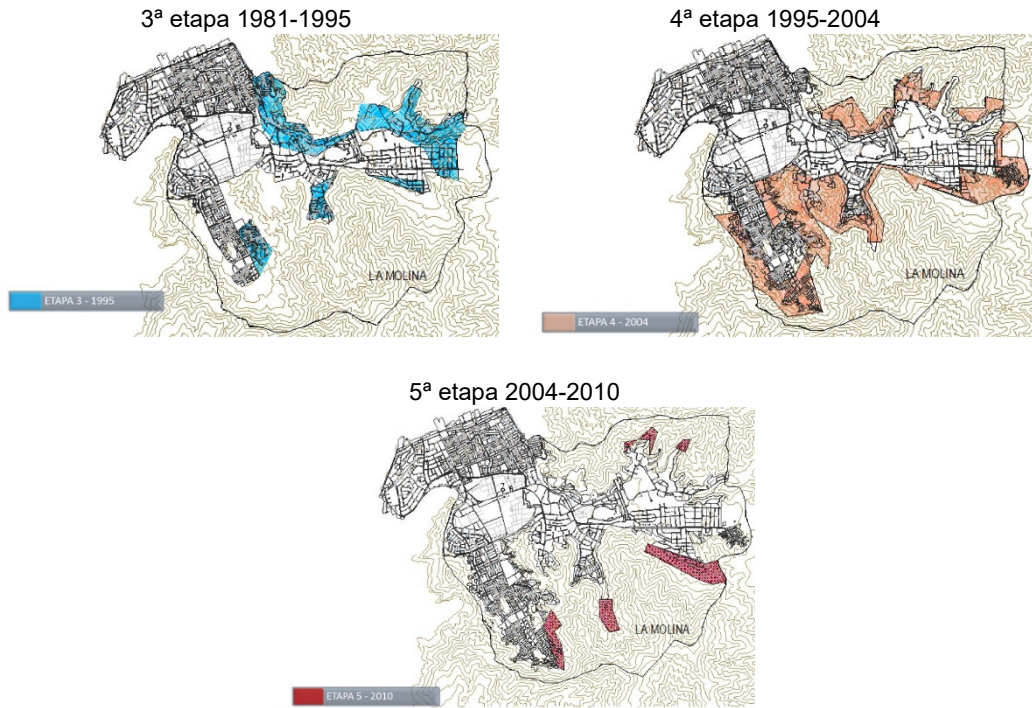 3ª etapa 1981-1995
4ª etapa 1995-2004
LA MOLINA
ETAPA 3 - 1995
LA MOLINA
ETAPA 4 - 2004
5ª etapa 2004-2010
LA MOLINA
ETAPA 5 - 2010